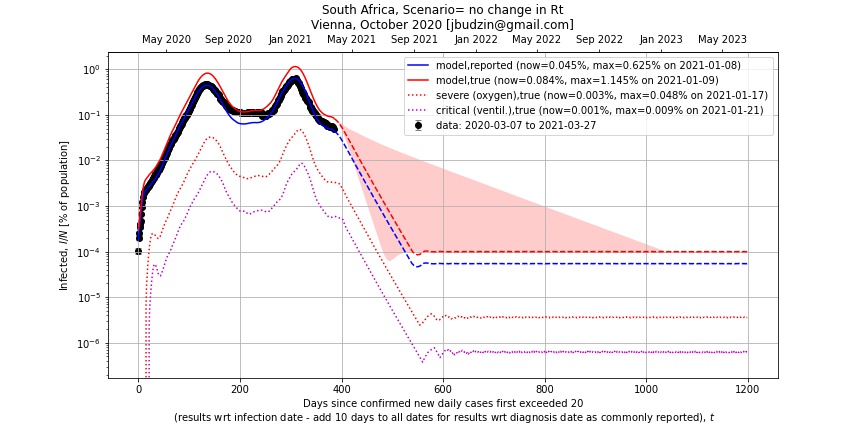 South Africa, Scenario= no change in Rt
Vienna, October 2020 [jbudzin@gmail.com]
May 2020 Sep 2020 Jan 2021 May 2021 Sep 2021 Jan 2022 May 2022 Sep 2022 Jan 2023 May 2023
model,reported (now=0.045%, max=0.625% on 2021-01-08)
model,true (now=0.084%, max=1.145% on 2021-01-09)
severe (oxygen),true (now=0.003%, max=0.048% on 2021-01-17)
critical (ventil.),true (now=0.001%, max=0.009% on 2021-01-21)
data: 2020-03-07 to 2021-03-27
Infected, I/N [% of population]
10⁰
10⁻¹
10⁻²
10⁻³
10⁻⁴
10⁻⁵
10⁻⁶
0 200 400 600 800 1000 1200
Days since confirmed new daily cases first exceeded 20
(results wrt infection date - add 10 days to all dates for results wrt diagnosis date as commonly reported), t